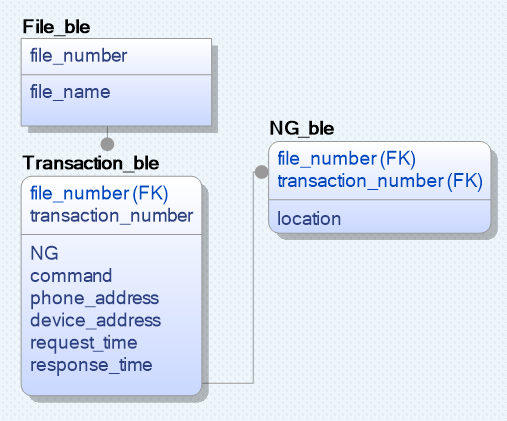 File_ble
file_number
file_name
Transaction_ble
file_number (FK)
transaction_number
NG
command
phone_address
device_address
request_time
response_time
NG_ble
file_number (FK)
transaction_number (FK)
location